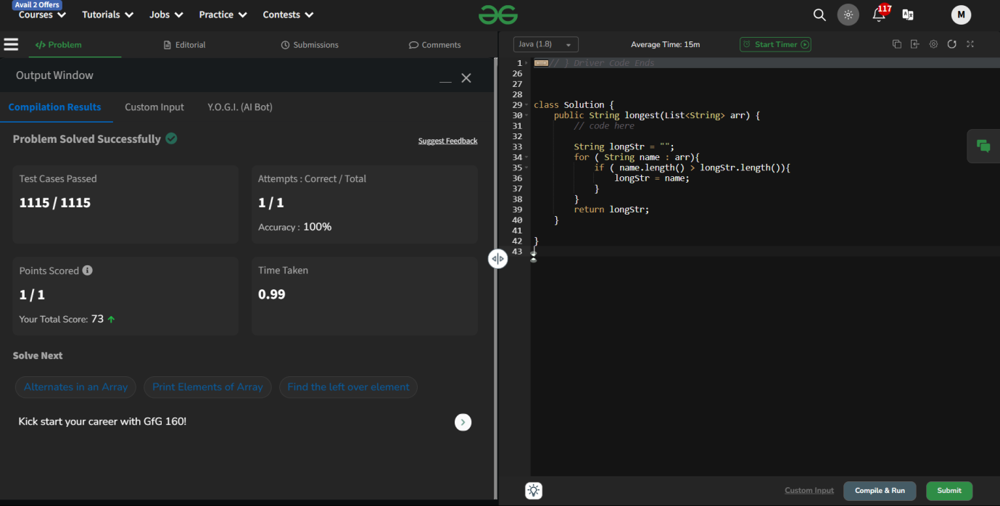 Avail 2 Offers
Courses Tutorials Jobs Practice Contests 117 M
Problem Editorial Submissions Comments
Java (1.8) Average Time: 15m Start Timer
Output Window
Compilation Results Custom Input Y.O.G.I. (AI Bot)
Problem Solved Successfully Suggest Feedback
Test Cases Passed
1115 / 1115
Attempts : Correct / Total
1 / 1
Accuracy : 100%
Points Scored
1 / 1
Your Total Score: 73
Time Taken
0.99
Solve Next
Alternates in an Array Print Elements of Array Find the left over element
Kick start your career with GfG 160!
1 // } Driver Code Ends
26
27
28
29 class Solution {
30 public String longest(List<String> arr) {
31 // code here
32
33 String longStr = "";
34 for ( String name : arr){
35 if ( name.length() > longStr.length()){
36 longStr = name;
37 }
38 }
39 return longStr;
40 }
41
42 }
43
Custom Input Compile & Run Submit